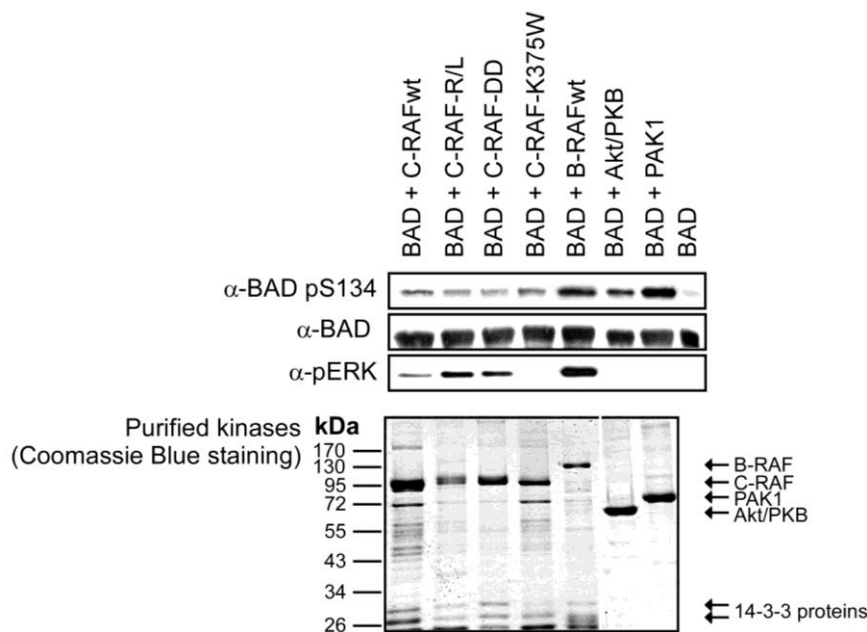 BAD + C-RAFwt
BAD + C-RAF-R/L
BAD + C-RAF-DD
BAD + C-RAF-K375W
BAD + B-RAFwt
BAD + Akt/PKB
BAD + PAK1
BAD
α-BAD pS134
α-BAD
α-pERK
Purified kinases
(Coomassie Blue staining)
kDa
170
130
95
72
55
43
34
26
B-RAF
C-RAF
PAK1
Akt/PKB
14-3-3 proteins